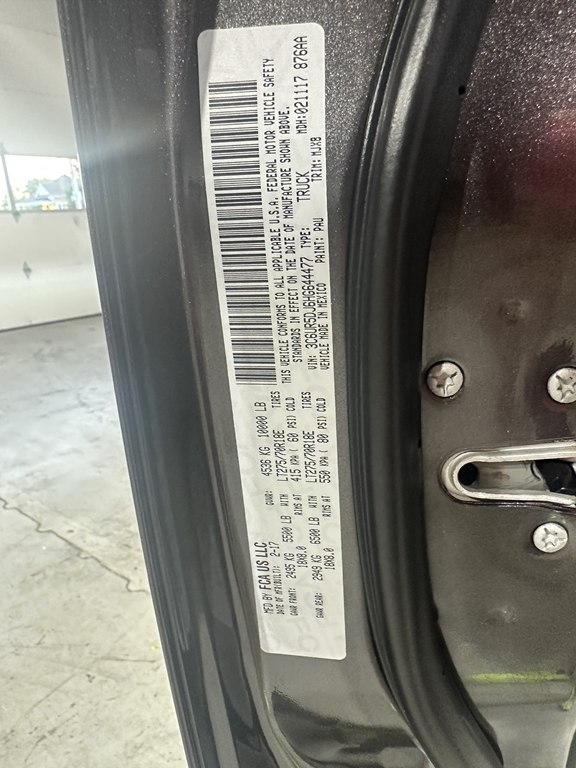 MFD BY FCA US LLC
DATE OF MFR(BUILT): 2-17 GVWR: 4536 KG 10000 LB
GAWR FRONT: 2495 KG 5500 LB WITH LT275/70R18E TIRES
18X8.0 RIMS AT 415 KPA ( 60 PSI) COLD
GAWR REAR: 2949 KG 6500 LB WITH LT275/70R18E TIRES
18X8.0 RIMS AT 550 KPA ( 80 PSI) COLD
THIS VEHICLE CONFORMS TO ALL APPLICABLE U.S.A. FEDERAL MOTOR VEHICLE SAFETY
STANDARDS IN EFFECT ON THE DATE OF MANUFACTURE SHOWN ABOVE.
VIN: 3C6UR5DJ6HG644477 TYPE: TRUCK MDH:021117 876AA
VEHICLE MADE IN MEXICO PAINT: PAU TRIM: MJX8